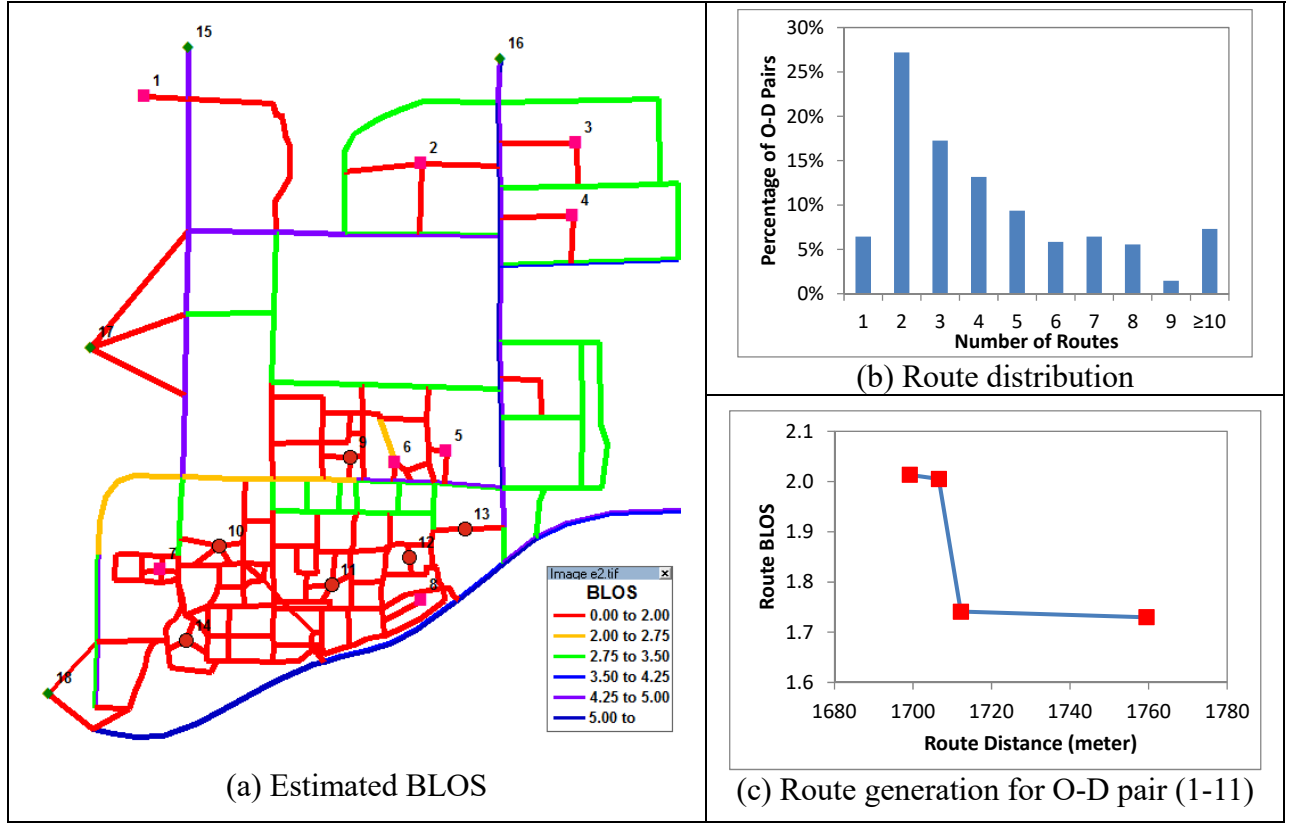 15
16
1
3
2
4
17
5
9
6
13
10
7
12
11
8
14
18
Image e2.tif x
BLOS
0.00 to 2.00
2.00 to 2.75
2.75 to 3.50
3.50 to 4.25
4.25 to 5.00
5.00 to
(a) Estimated BLOS
30%
25%
20%
15%
10%
5%
0%
Percentage of O-D Pairs
1 2 3 4 5 6 7 8 9 ≥10
Number of Routes
(b) Route distribution
2.1
2.0
1.9
1.8
1.7
1.6
Route BLOS
1680 1700 1720 1740 1760 1780
Route Distance (meter)
(c) Route generation for O-D pair (1-11)